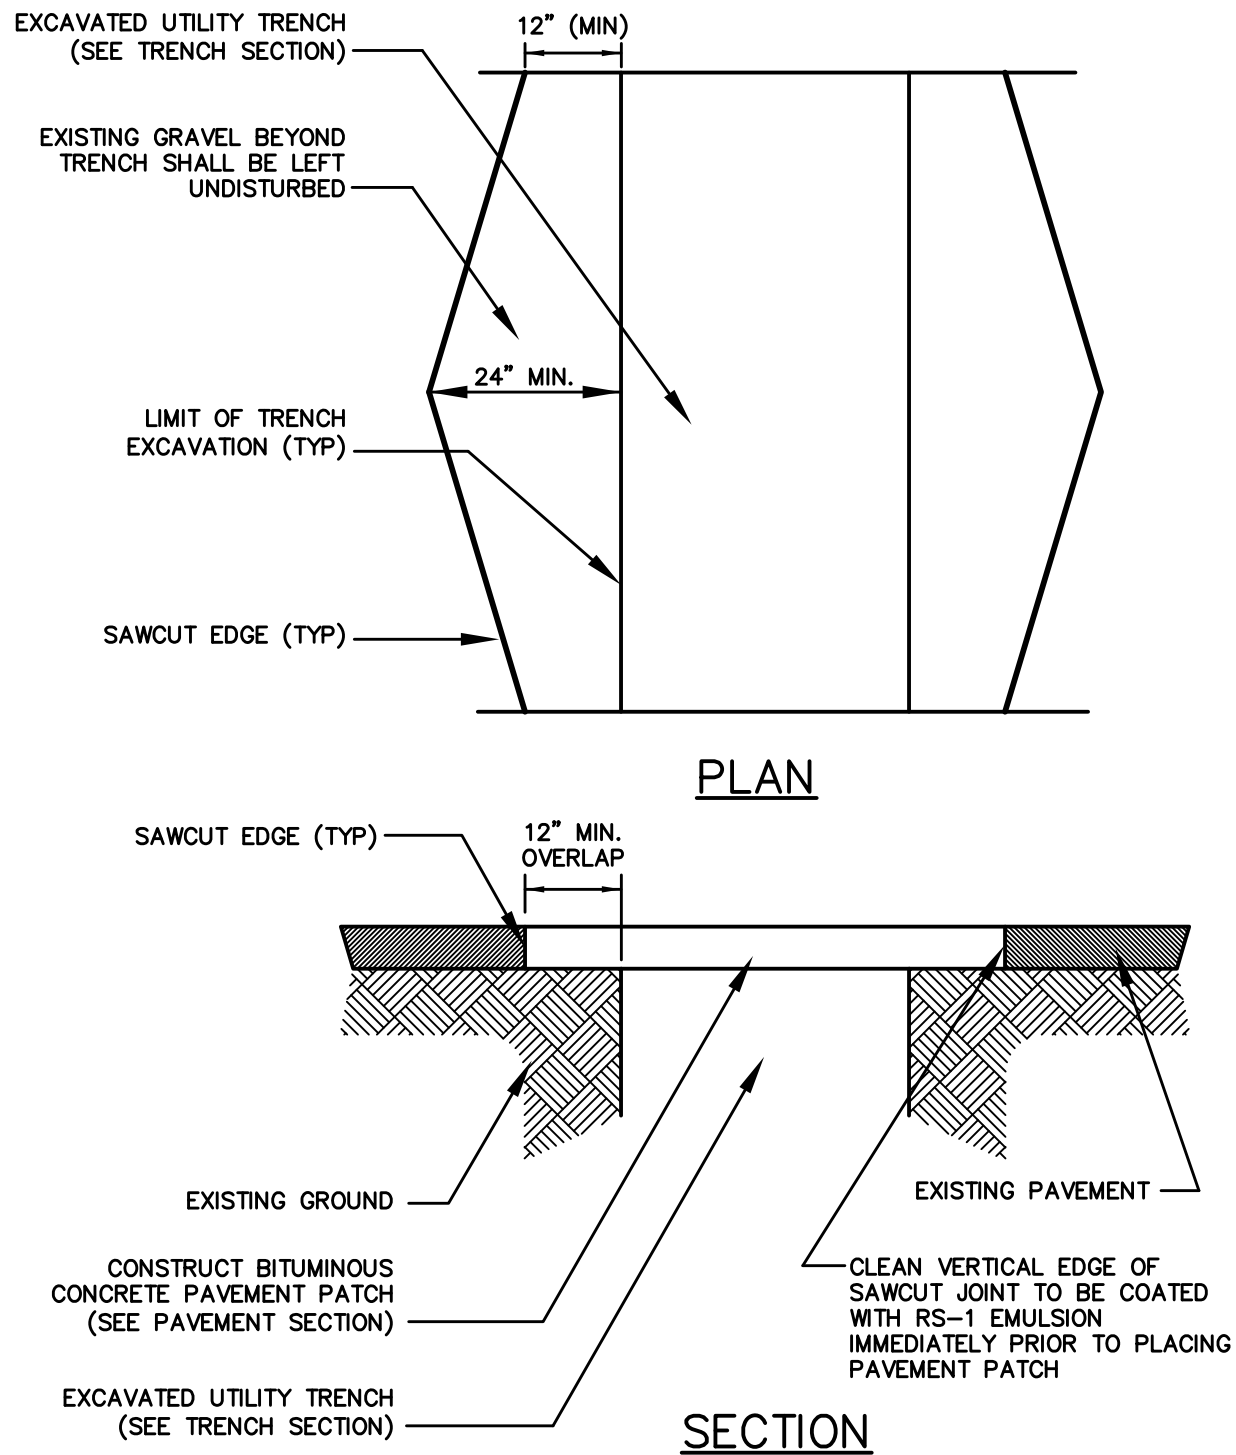 EXCAVATED UTILITY TRENCH
(SEE TRENCH SECTION)
12" (MIN)
EXISTING GRAVEL BEYOND
TRENCH SHALL BE LEFT
UNDISTURBED
24" MIN.
LIMIT OF TRENCH
EXCAVATION (TYP)
SAWCUT EDGE (TYP)
PLAN
SAWCUT EDGE (TYP)
12" MIN.
OVERLAP
EXISTING GROUND
EXISTING PAVEMENT
CONSTRUCT BITUMINOUS
CONCRETE PAVEMENT PATCH
(SEE PAVEMENT SECTION)
CLEAN VERTICAL EDGE OF
SAWCUT JOINT TO BE COATED
WITH RS-1 EMULSION
IMMEDIATELY PRIOR TO PLACING
PAVEMENT PATCH
EXCAVATED UTILITY TRENCH
(SEE TRENCH SECTION)
SECTION